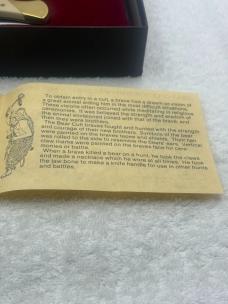 To obtain entry in a cult, a brave had a dream or vision of
a great animal aiding him in the most difficult situations.
These visions often occurred while meditating in religious
ceremonies. It was believed the strength and wisdom of
the animal envisioned joined with that of the brave, and
then they were brothers.
The Bear Cult braves fought and hunted with the strength
and courage of their new brothers. Symbols of the bear
were painted on the braves tepee and shields. Their hair
was rolled to the side to resemble the bears' ears. Vertical
claw marks were painted on the braves face for cere-
monies or battle.
When a brave killed a bear on a hunt, he took the claws
and made a necklace which he wore at all times. He took
the jaw bone to make a knife handle for use in other hunts
and battles.